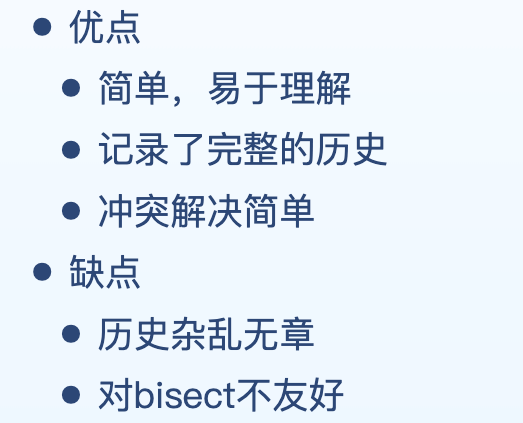 优点
简单，易于理解
记录了完整的历史
冲突解决简单
缺点
历史杂乱无章
对bisect不友好